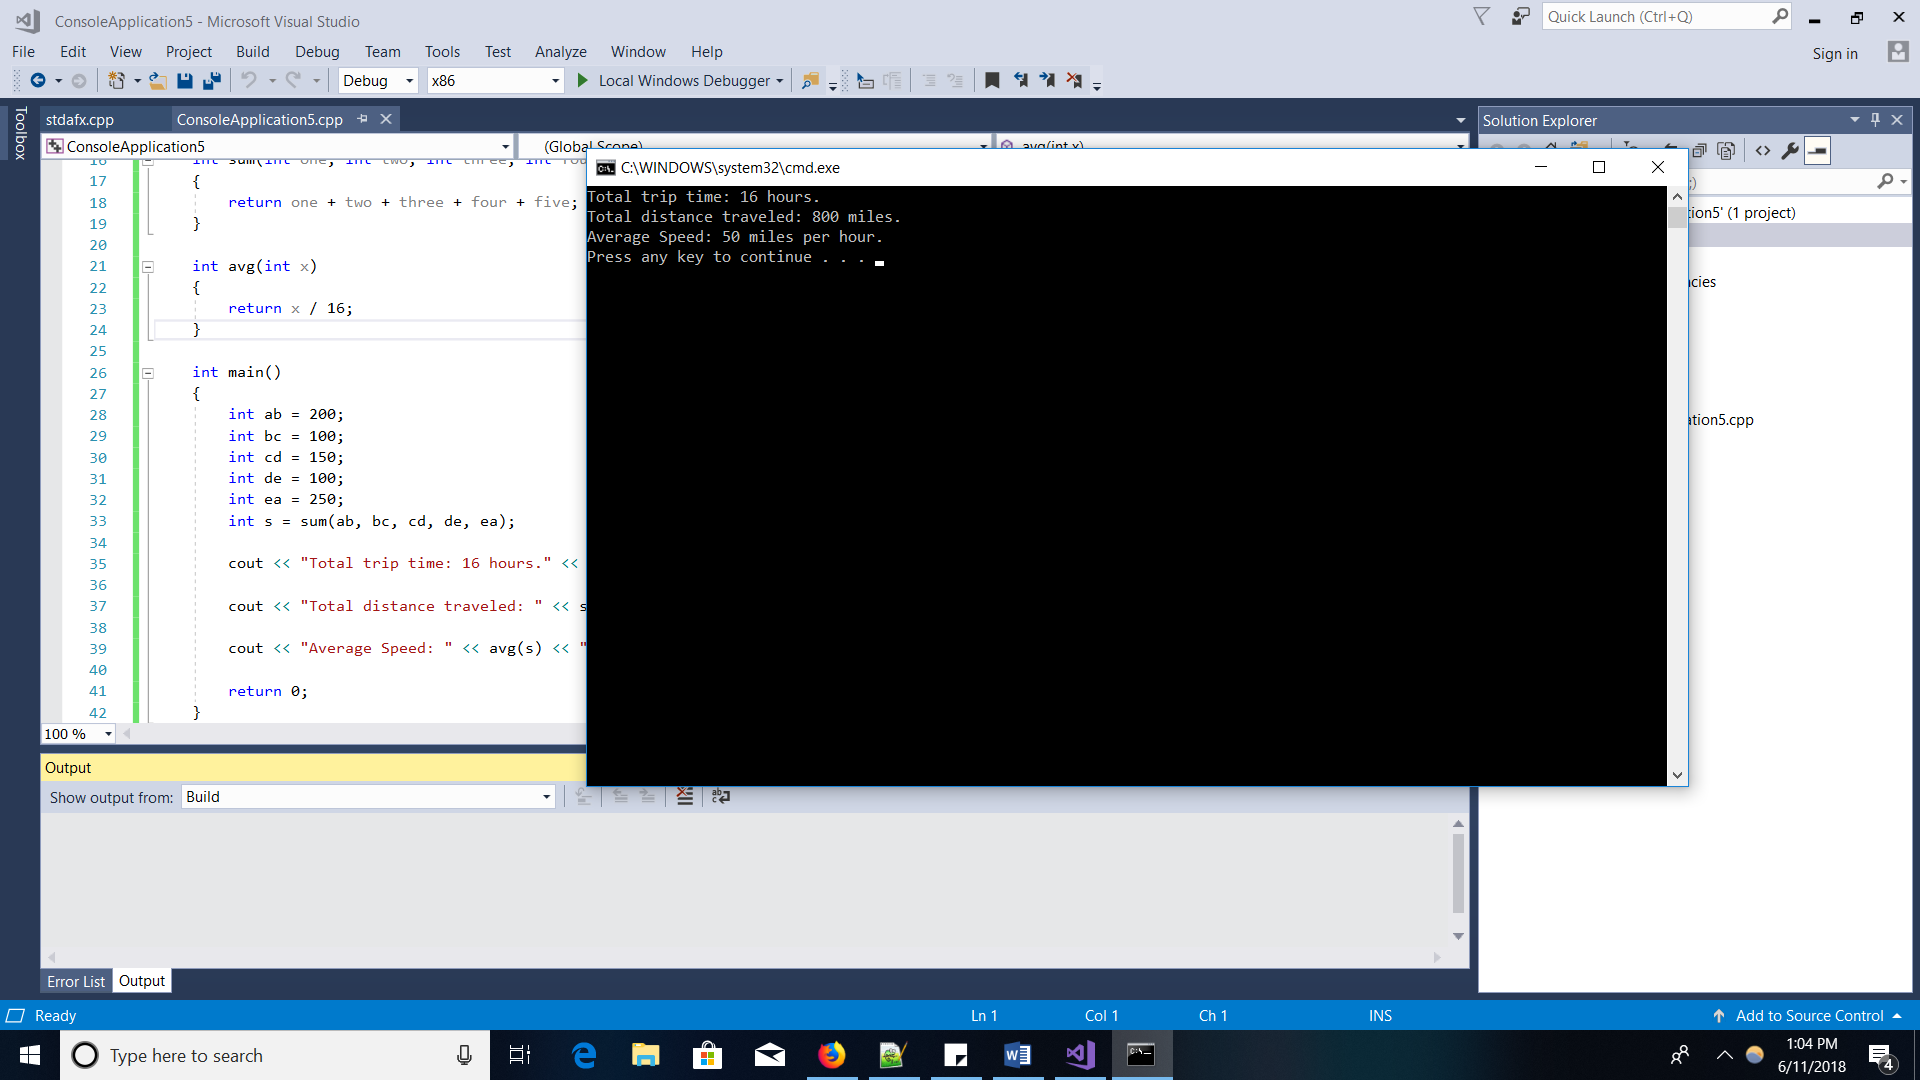 ConsoleApplication5 - Microsoft Visual Studio
Quick Launch (Ctrl+Q)
File Edit View Project Build Debug Team Tools Test Analyze Window Help
Sign in
Debug x86 Local Windows Debugger
Toolbox
stdafx.cpp ConsoleApplication5.cpp
Solution Explorer
ConsoleApplication5 (Global Scope) avg(int x)
C:\WINDOWS\system32\cmd.exe
Total trip time: 16 hours.
Total distance traveled: 800 miles.
Average Speed: 50 miles per hour.
Press any key to continue . . .
ion5' (1 project)
ncies
ation5.cpp
16 int sum(int one, int two, int three, int fou
17 {
18 return one + two + three + four + five;
19 }
20
21 int avg(int x)
22 {
23 return x / 16;
24 }
25
26 int main()
27 {
28 int ab = 200;
29 int bc = 100;
30 int cd = 150;
31 int de = 100;
32 int ea = 250;
33 int s = sum(ab, bc, cd, de, ea);
34
35 cout << "Total trip time: 16 hours." <<
36
37 cout << "Total distance traveled: " << s
38
39 cout << "Average Speed: " << avg(s) << "
40
41 return 0;
42 }
100 %
Output
Show output from: Build
Error List Output
Ready Ln 1 Col 1 Ch 1 INS Add to Source Control
Type here to search
1:04 PM
6/11/2018
4